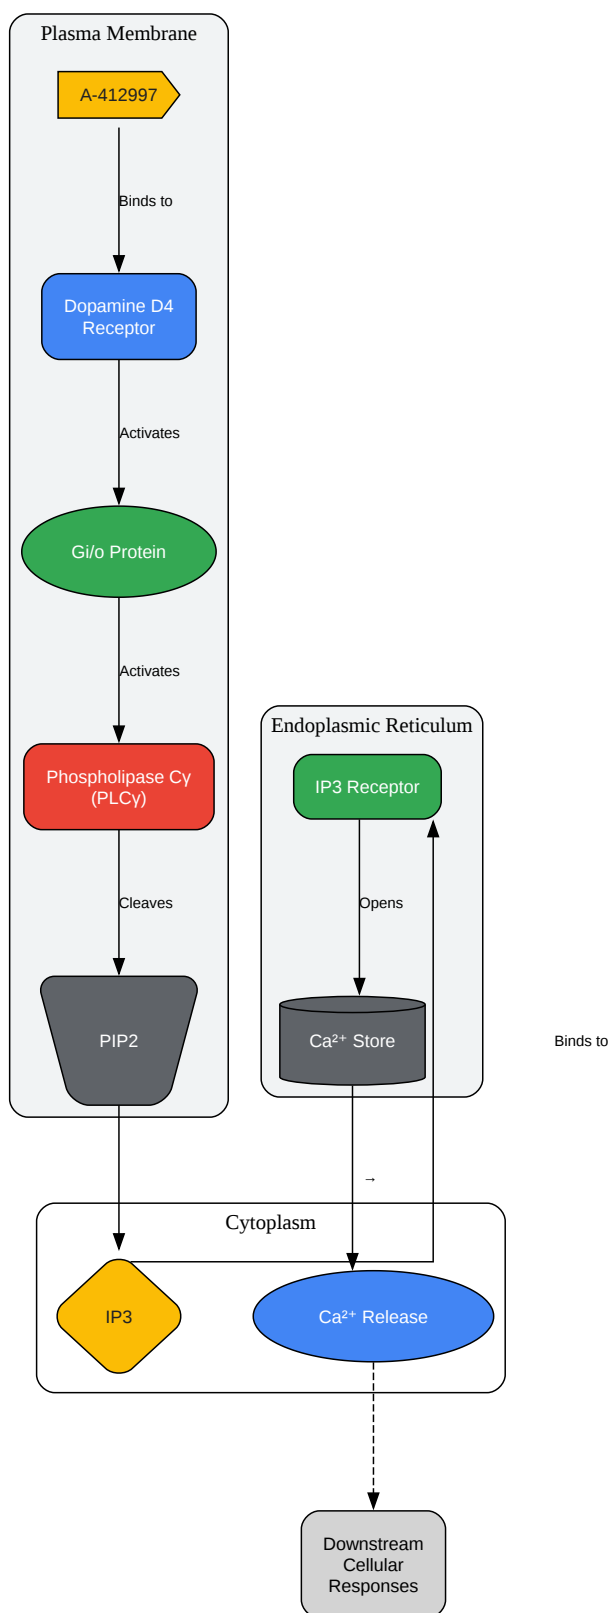 Plasma Membrane
A-412997
Binds to
Dopamine D4
Receptor
Activates
Gi/o Protein
Activates
Phospholipase Cγ
(PLCγ)
Cleaves
PIP2
Endoplasmic Reticulum
IP3 Receptor
Opens
Ca²⁺ Store
Binds to
→
Cytoplasm
IP3
Ca²⁺ Release
Downstream
Cellular
Responses